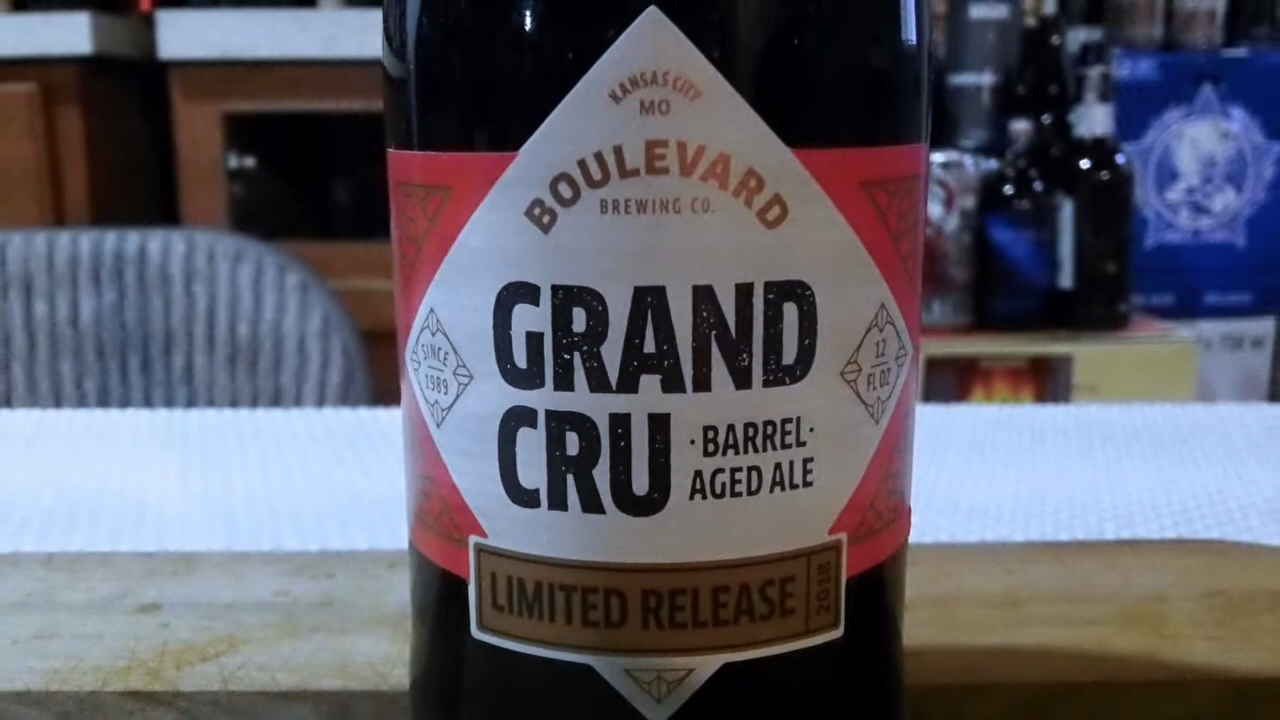 KANSAS CITY
MO
BOULEVARD
BREWING CO.
GRAND
CRU
·BARREL·
AGED ALE
SINCE
1989
12
FL OZ
LIMITED RELEASE
2018